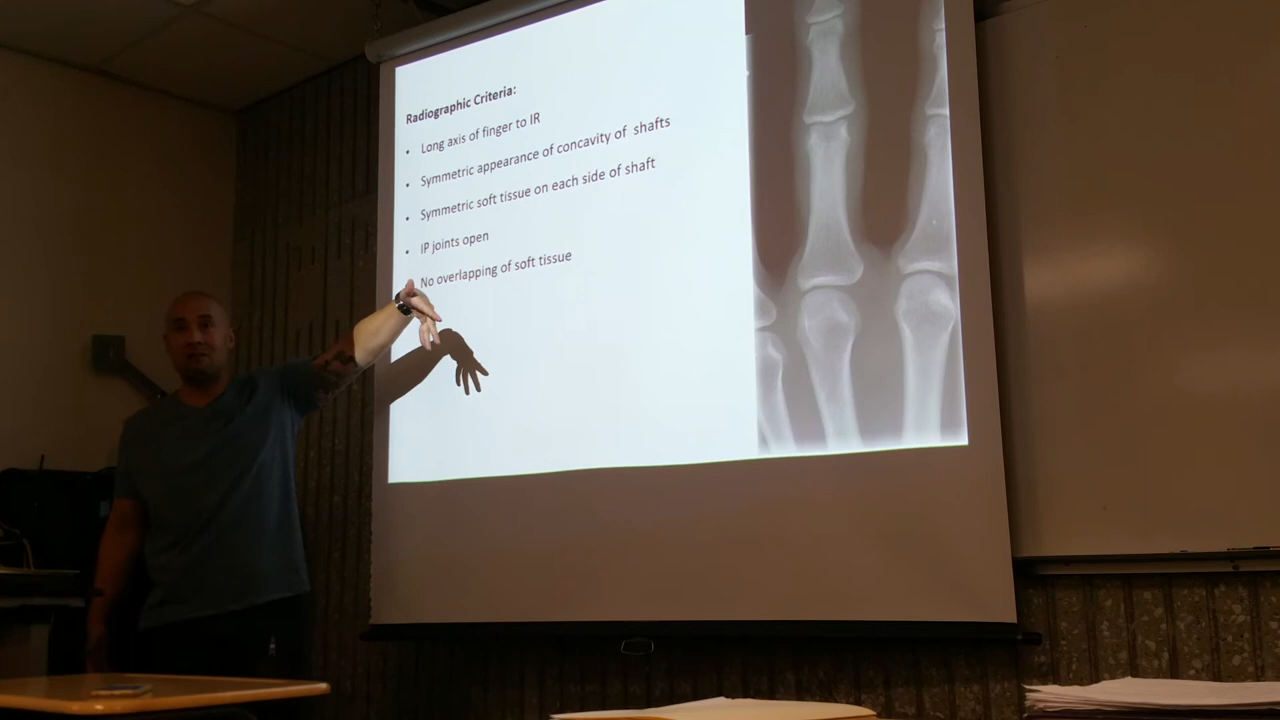 Radiographic Criteria:
• Long axis of finger to IR
• Symmetric appearance of concavity of shafts
• Symmetric soft tissue on each side of shaft
• IP joints open
No overlapping of soft tissue